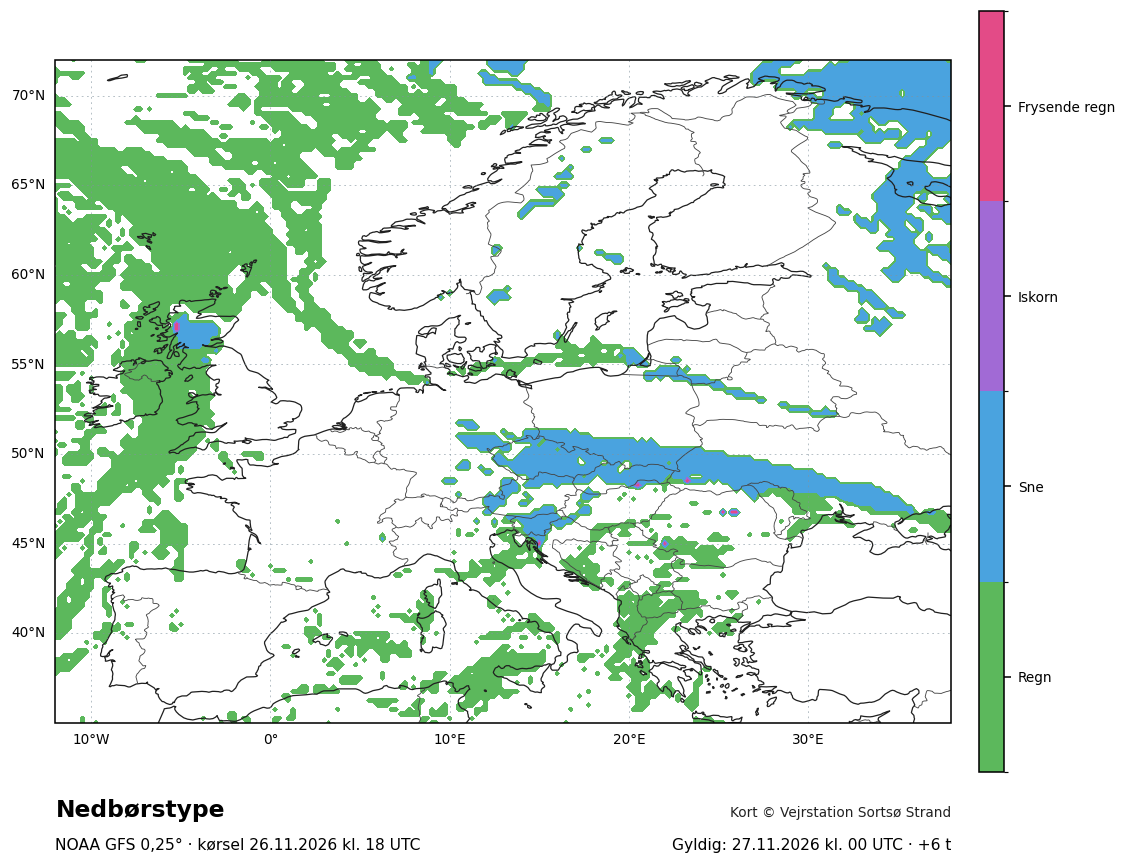 70°N
65°N
60°N
55°N
50°N
45°N
40°N
10°W
0°
10°E
20°E
30°E
Frysende regn
Iskorn
Sne
Regn
Nedbørstype
Kort © Vejrstation Sortsø Strand
NOAA GFS 0,25° · kørsel 26.11.2026 kl. 18 UTC
Gyldig: 27.11.2026 kl. 00 UTC · +6 t